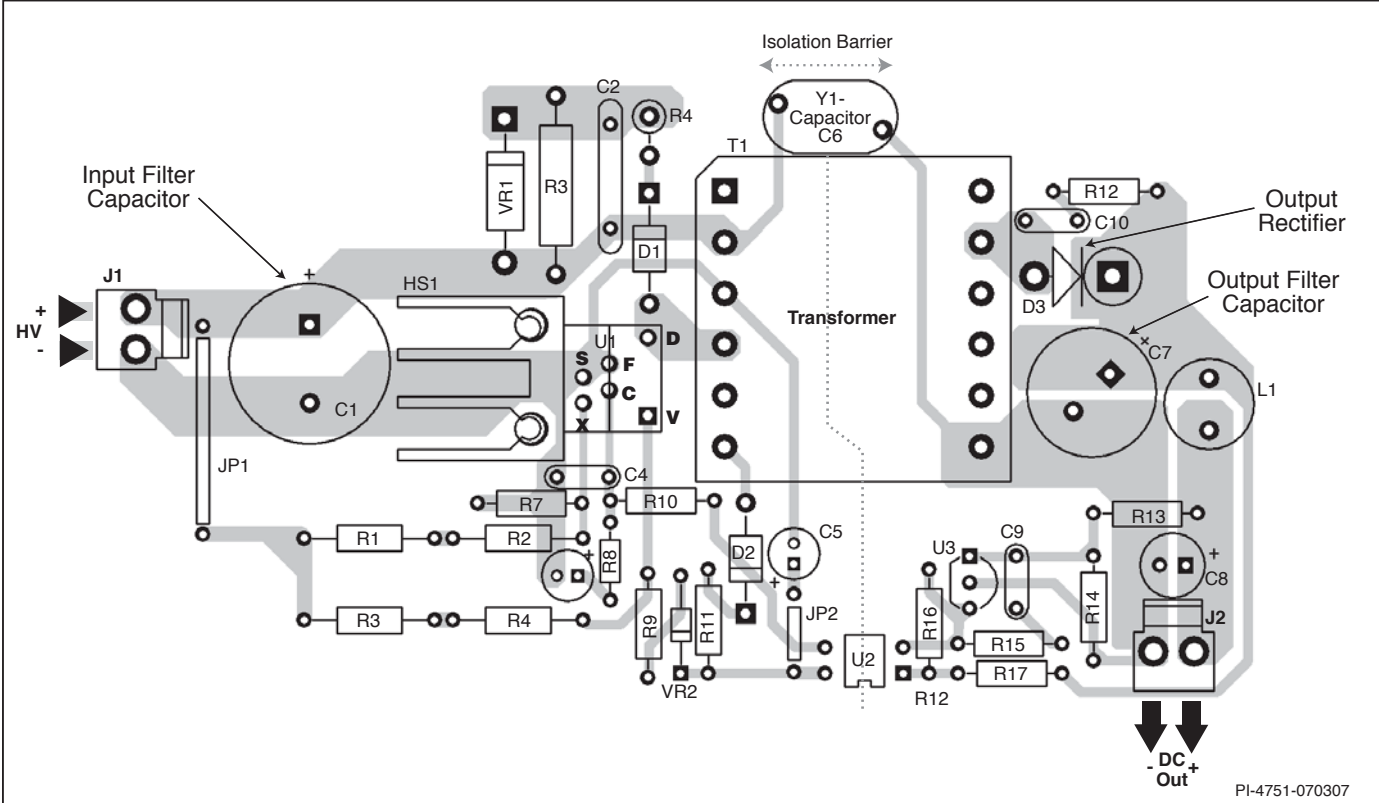 Isolation Barrier
Y1-
Capacitor
C6
C2
R4
T1
VR1
R3
D1
Input Filter
Capacitor
R12
C10
Output
Rectifier
D3
Output Filter
Capacitor
J1
+
HV
-
+
HS1
C1
U1
D
S
F
C
X
V
Transformer
+
C7
L1
JP1
C4
R7
R10
R1
R2
+
R8
D2
C5
+
U3
C9
R13
+
C8
R14
R3
R4
R9
R11
JP2
R16
R15
J2
VR2
U2
R17
R12
- DC +
Out
PI-4751-070307